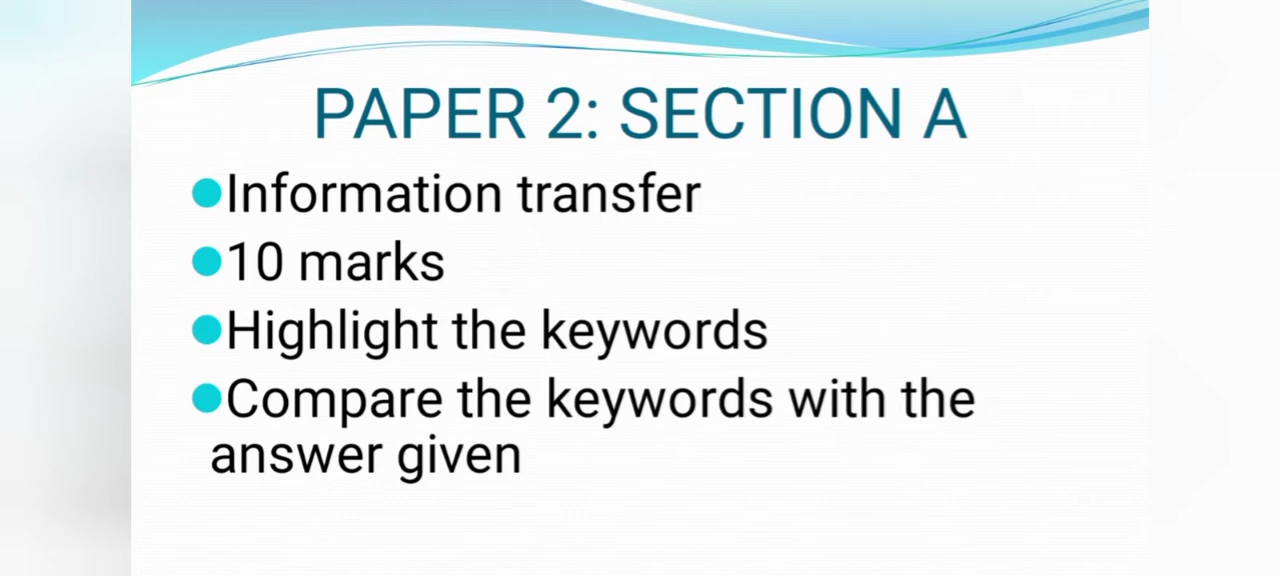 PAPER 2: SECTION A
●Information transfer
●10 marks
●Highlight the keywords
●Compare the keywords with the
answer given